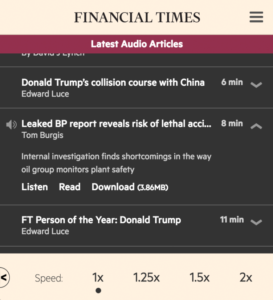 FINANCIAL TIMES
Latest Audio Articles
by David J Lynch
Donald Trump's collision course with China 6 min
Edward Luce
Leaked BP report reveals risk of lethal acci... 8 min
Tom Burgis
Internal investigation finds shortcomings in the way
oil group monitors plant safety
Listen Read Download (3.86MB)
FT Person of the Year: Donald Trump 11 min
Edward Luce
< Speed: 1x 1.25x 1.5x 2x